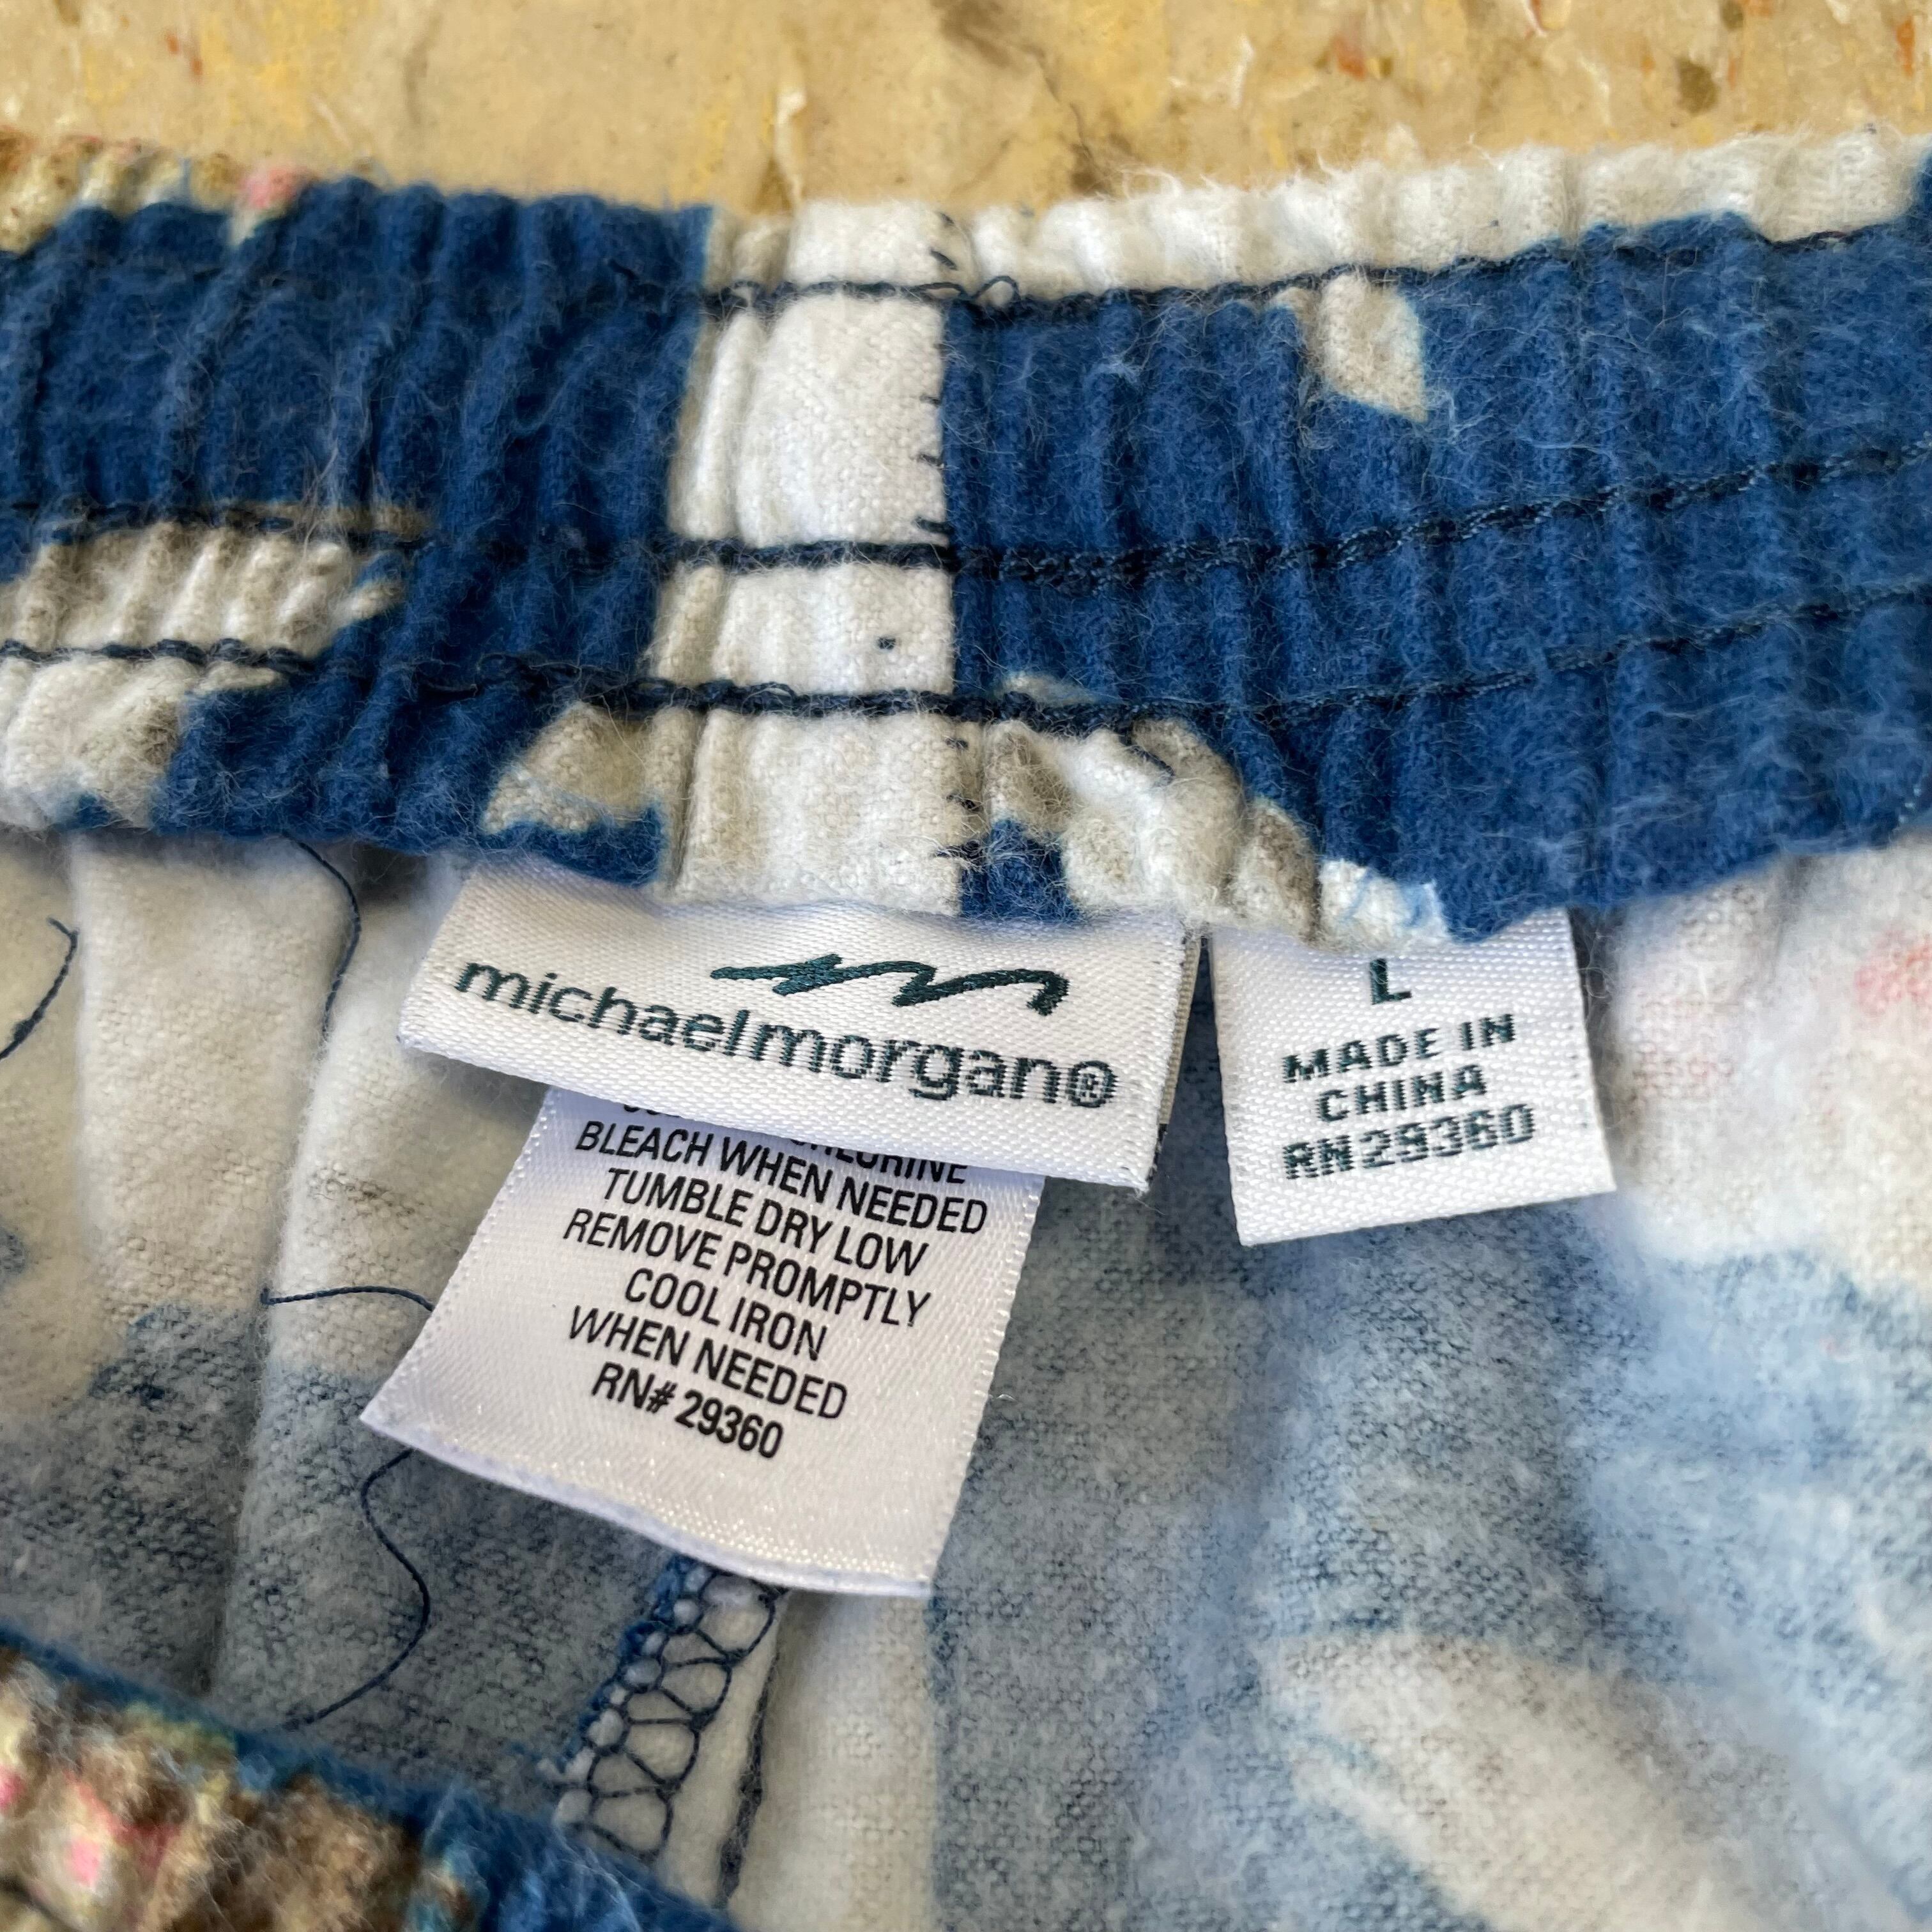 michaelmorgan®
L
MADE IN
CHINA
RN29360
CHLORINE
BLEACH WHEN NEEDED
TUMBLE DRY LOW
REMOVE PROMPTLY
COOL IRON
WHEN NEEDED
RN# 29360